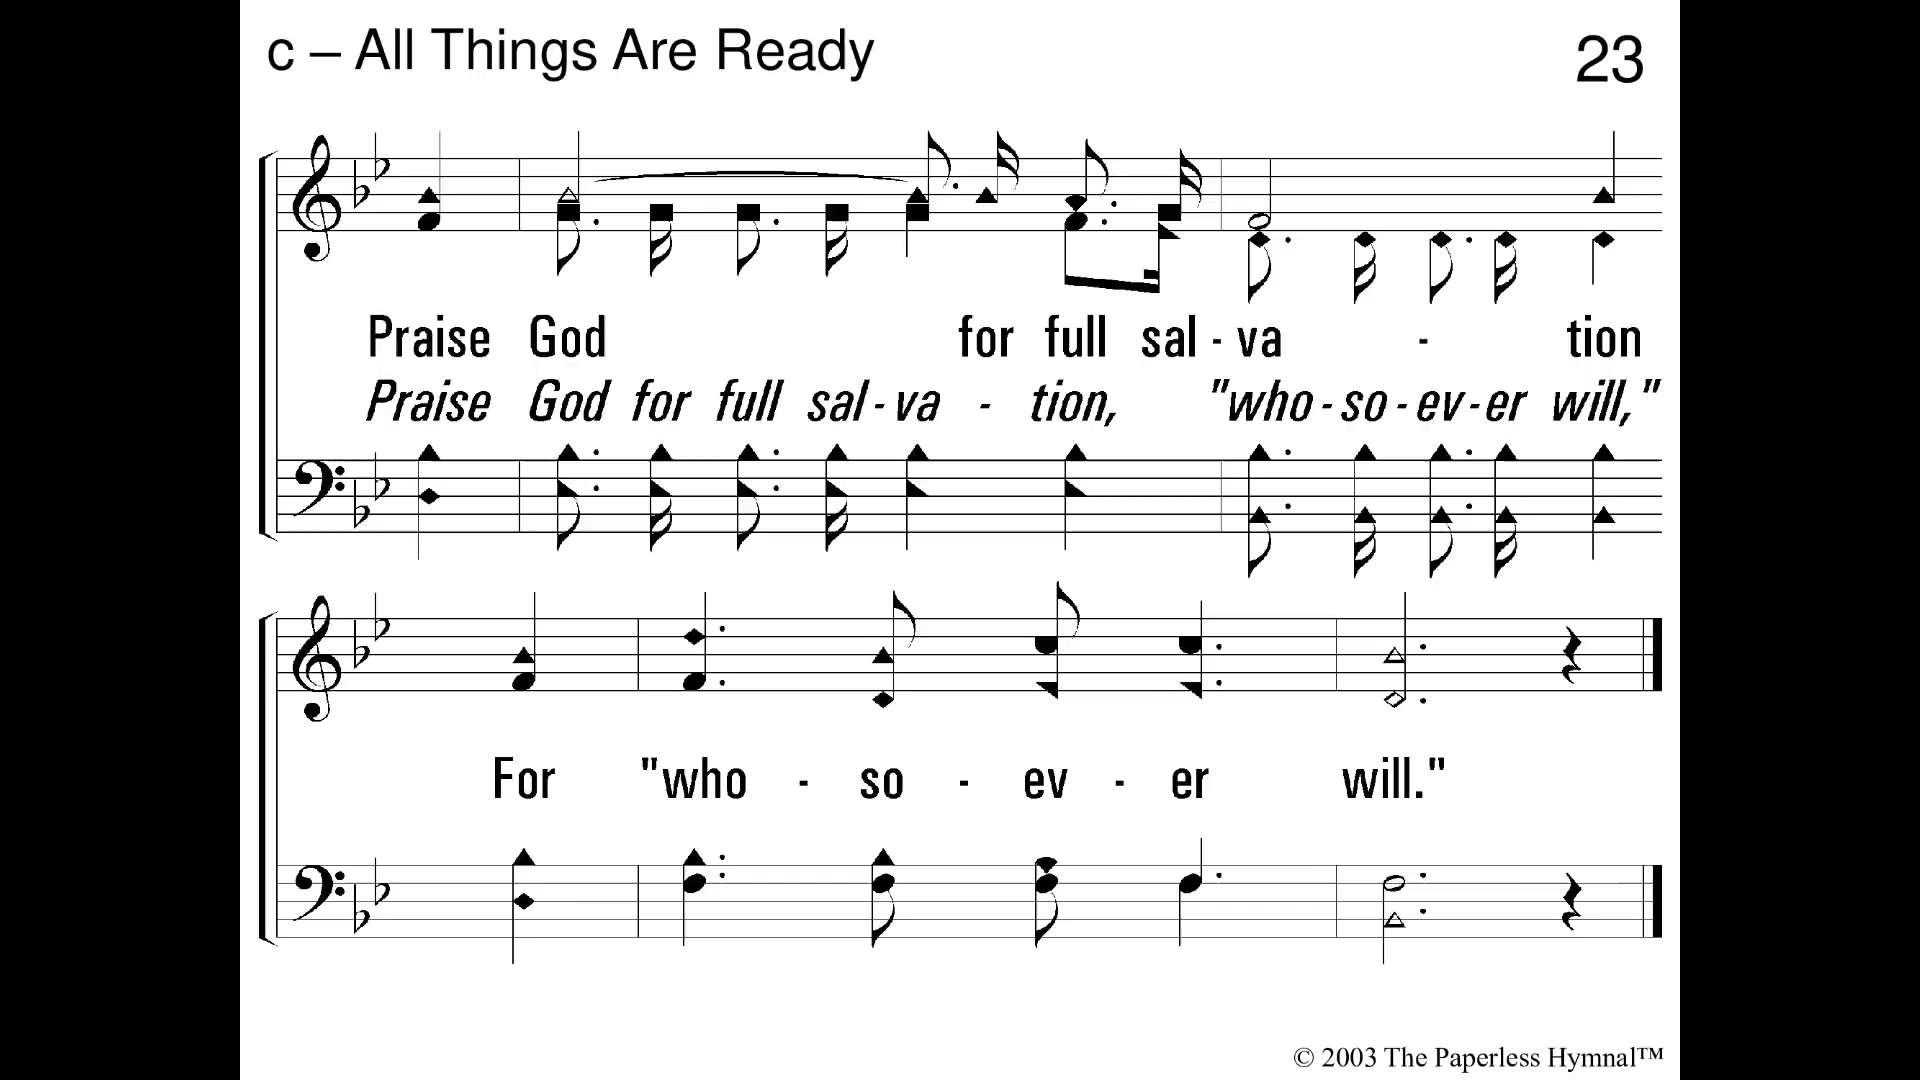 c – All Things Are Ready
23
Praise God for full sal - va - tion
Praise God for full sal - va - tion, "who - so - ev - er will,"
For "who - so - ev - er will."
© 2003 The Paperless Hymnal™